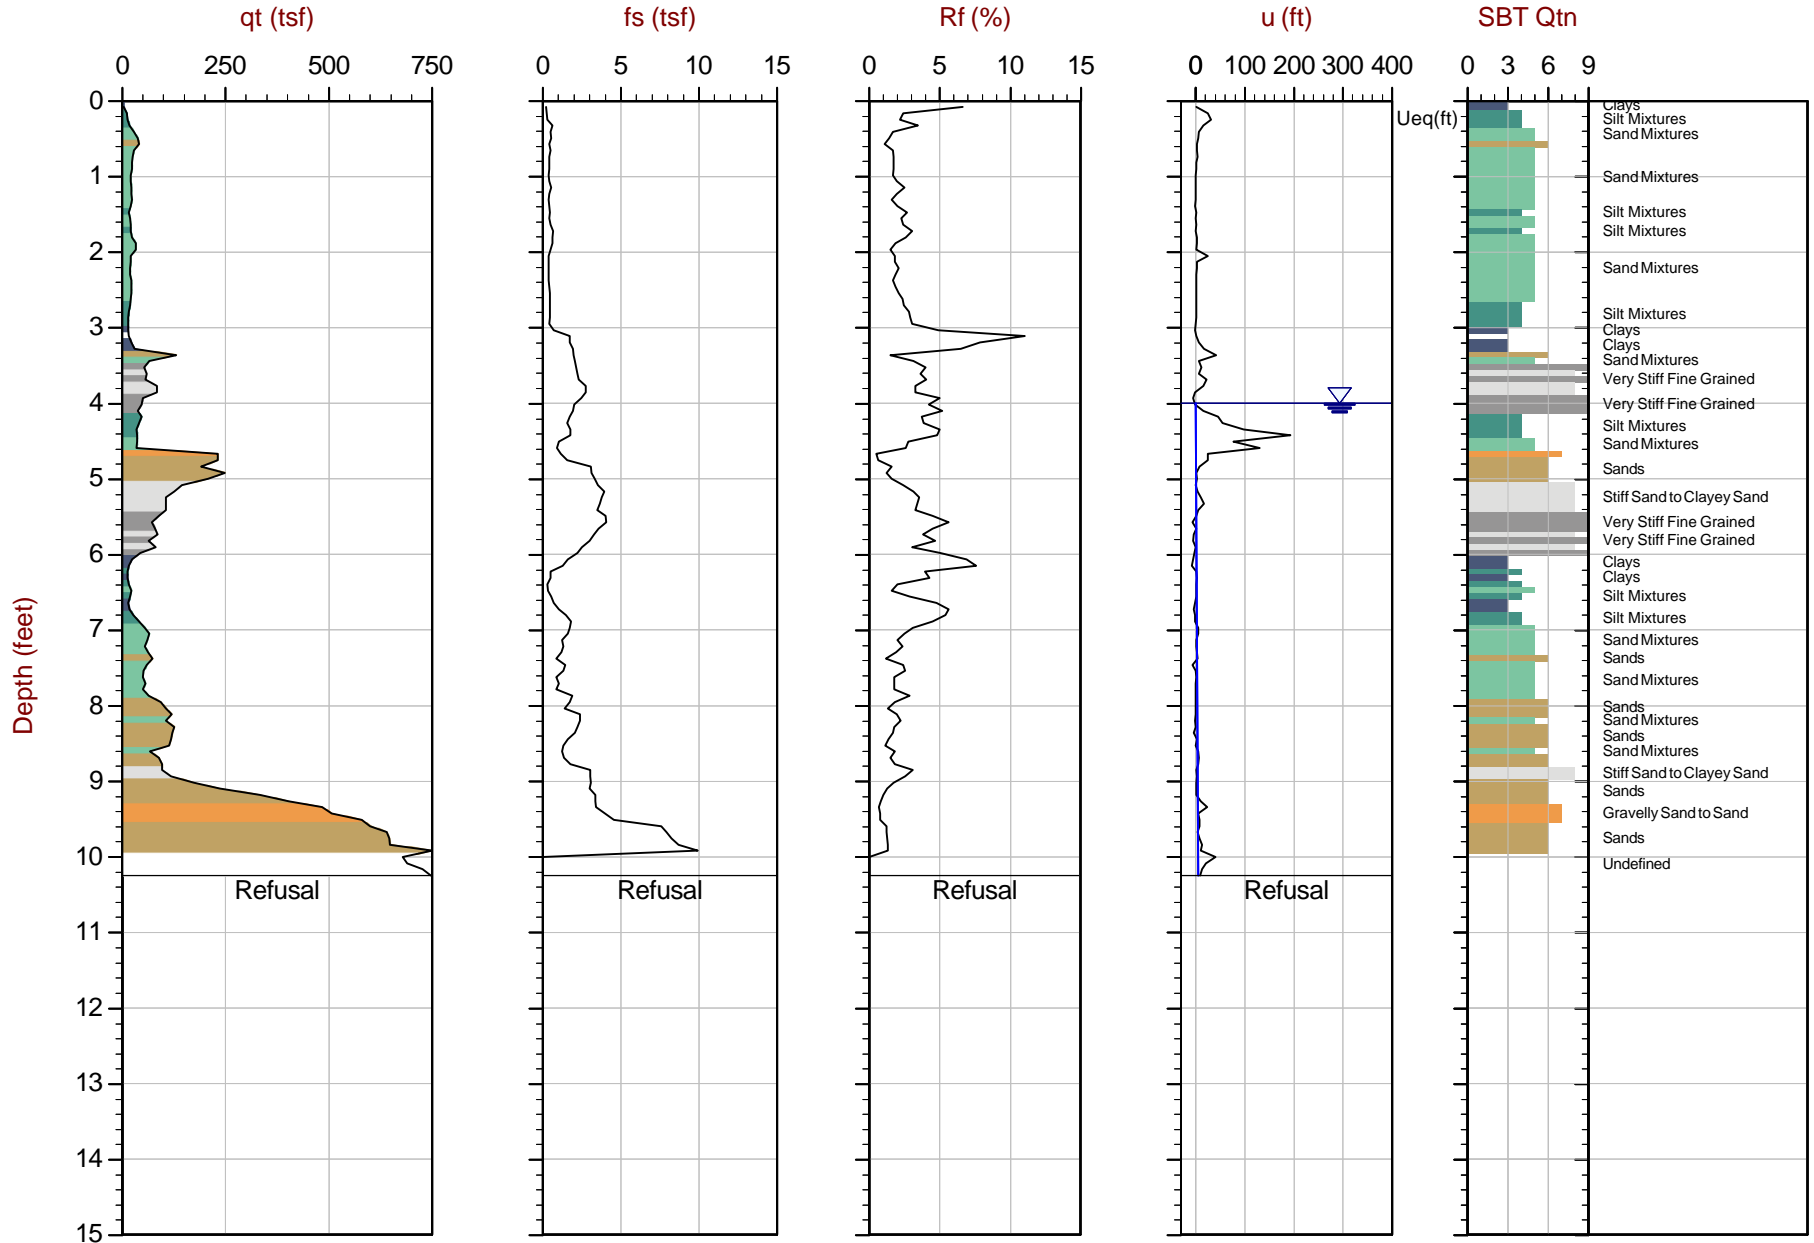 qt (tsf) fs (tsf) Rf (%) u (ft) SBT Qtn
0 250 500 750 0 5 10 15 0 5 10 15 0 100 200 300 400 0 3 6 9
Depth (feet)
0
1
2
3
4
5
6
7
8
9
10
11
12
13
14
15
Ueq(ft)
Clays
Silt Mixtures
Sand Mixtures
Sand Mixtures
Silt Mixtures
Silt Mixtures
Sand Mixtures
Silt Mixtures
Clays
Clays
Sand Mixtures
Very Stiff Fine Grained
Very Stiff Fine Grained
Silt Mixtures
Sand Mixtures
Sands
Stiff Sand to Clayey Sand
Very Stiff Fine Grained
Very Stiff Fine Grained
Clays
Clays
Silt Mixtures
Silt Mixtures
Sand Mixtures
Sands
Sand Mixtures
Sands
Sand Mixtures
Sands
Sand Mixtures
Stiff Sand to Clayey Sand
Sands
Gravelly Sand to Sand
Sands
Undefined
Refusal Refusal Refusal Refusal